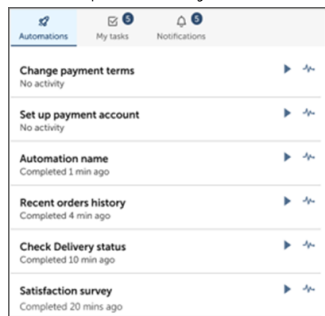 5
5
Automations
My tasks
Notifications
Change payment terms
No activity
Set up payment account
No activity
Automation name
Completed 1 min ago
Recent orders history
Completed 4 min ago
Check Delivery status
Completed 10 min ago
Satisfaction survey
Completed 20 mins ago